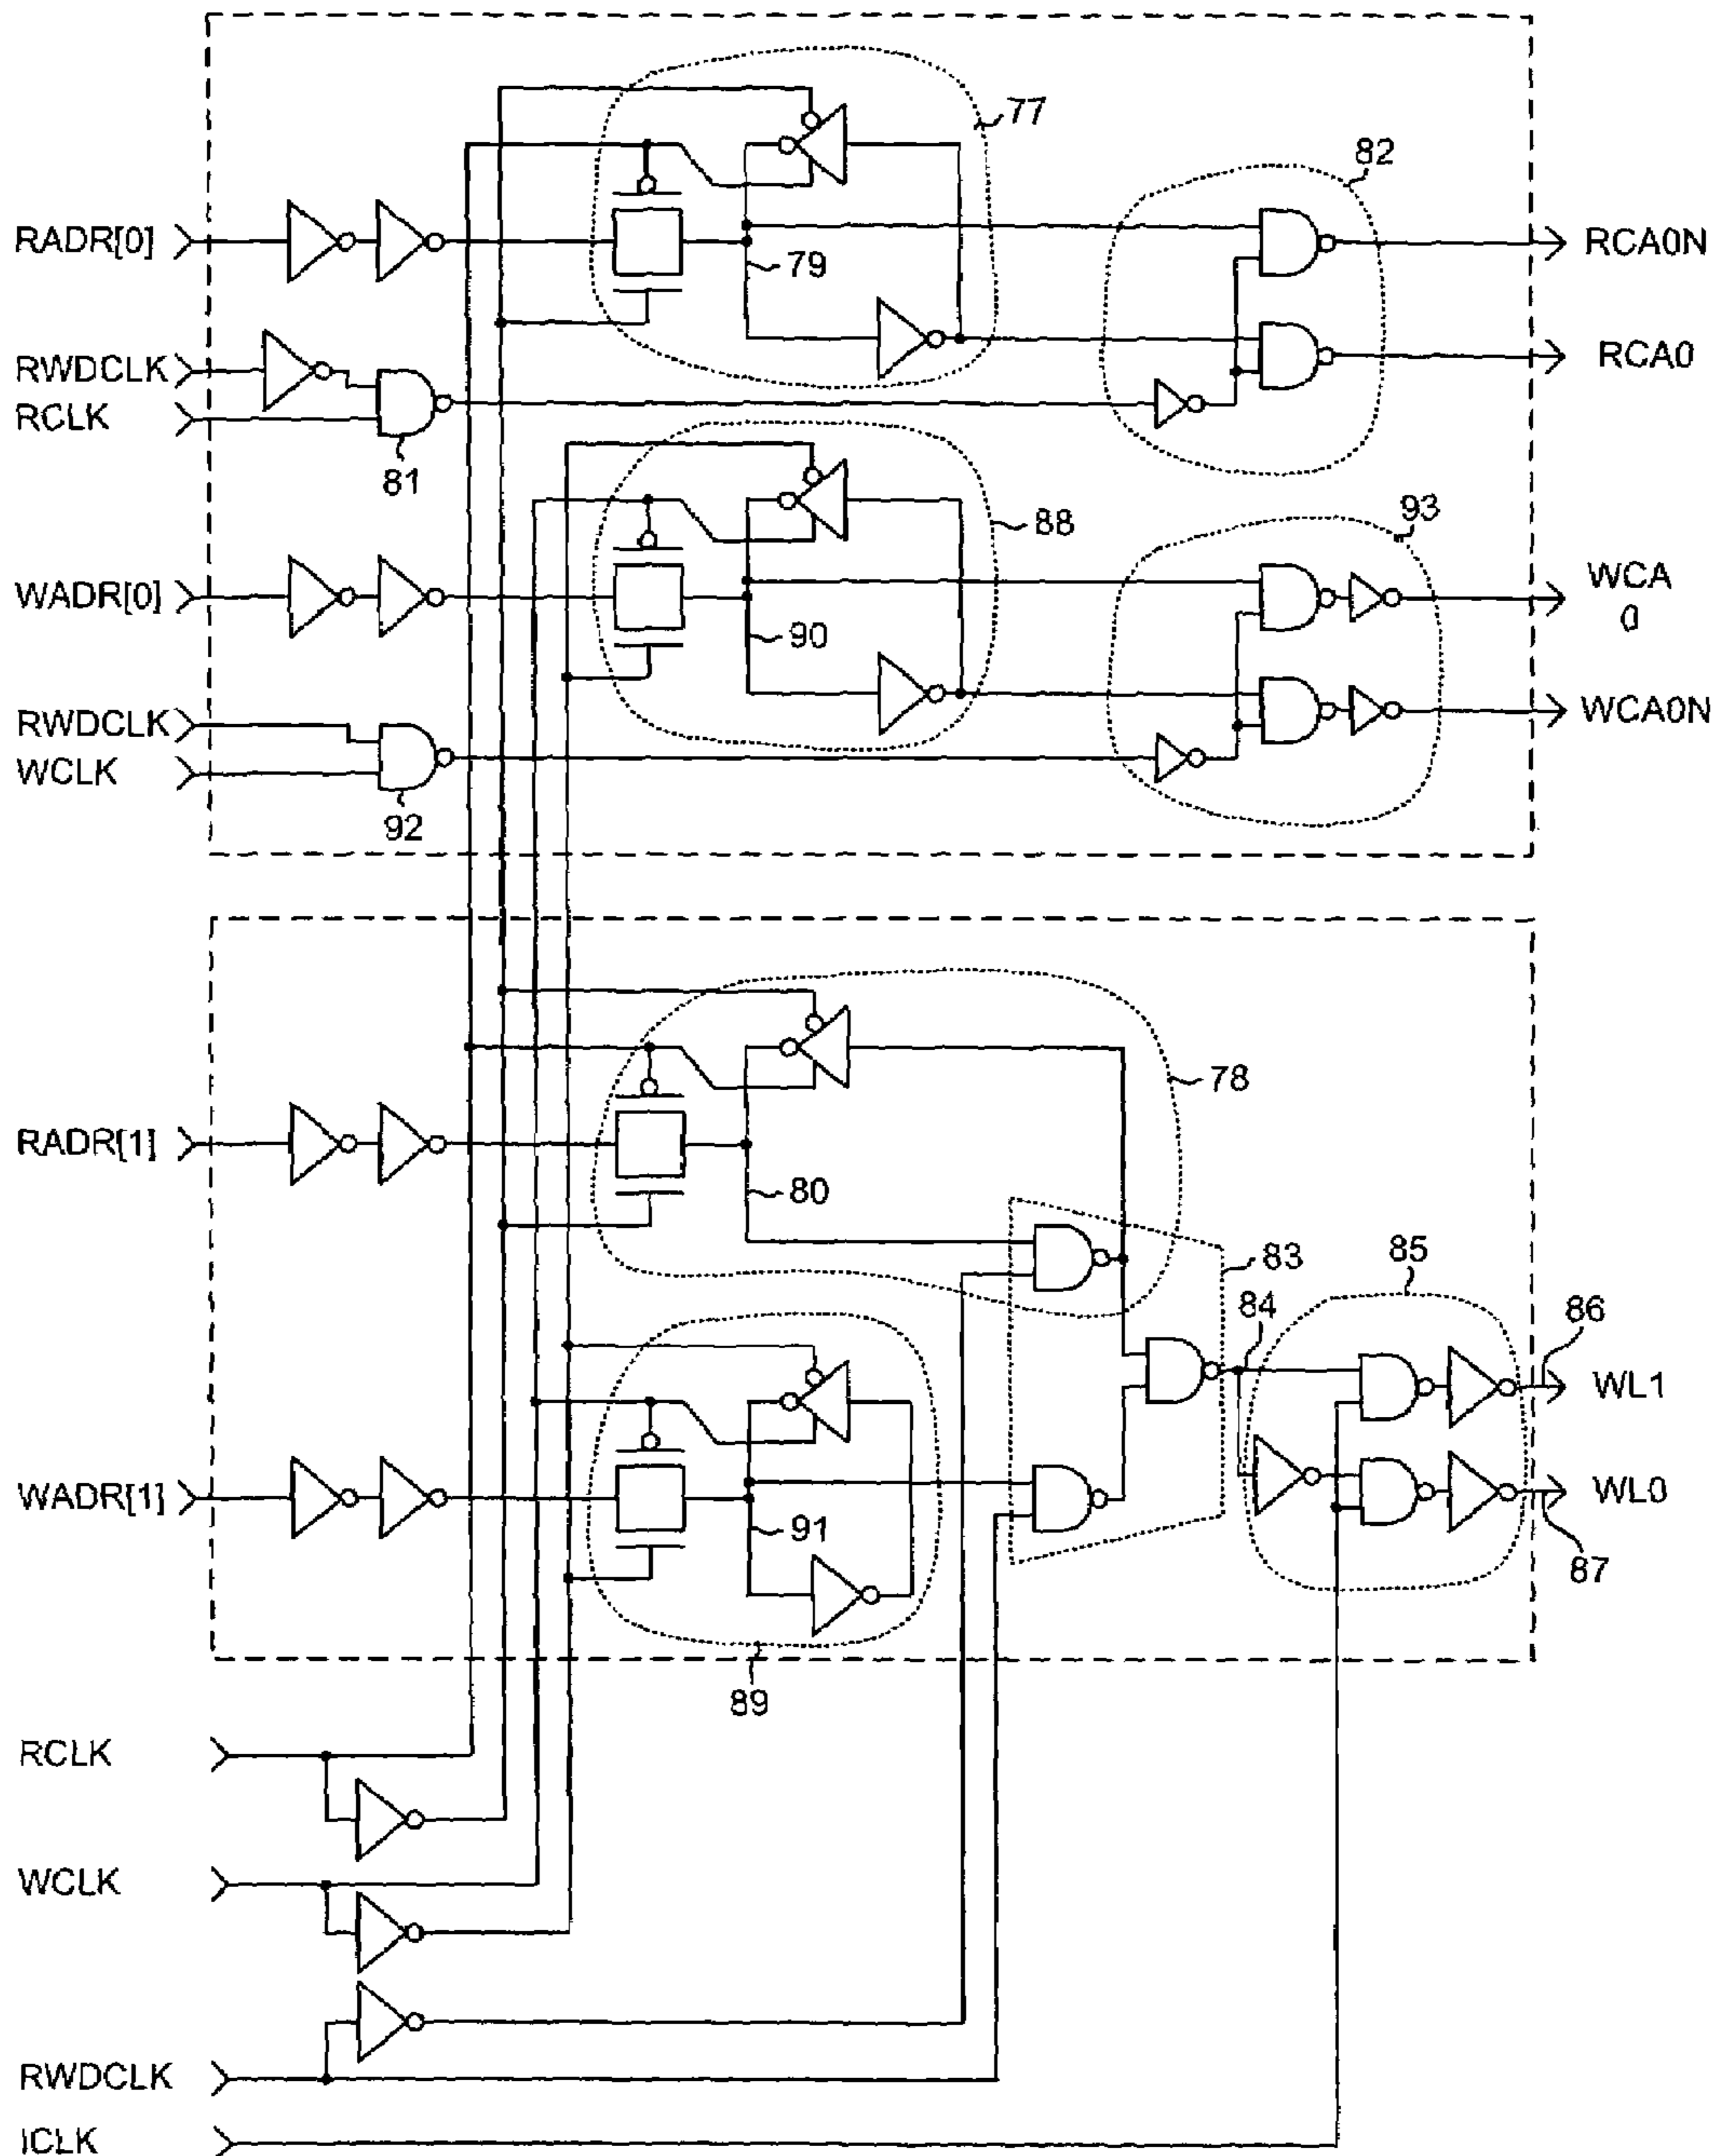 77
82
RADR[0]
RCA0N
79
RWDCLK
RCA0
RCLK
81
88
93
WADR[0]
WCA
0
90
RWDCLK
WCA0N
WCLK
92
78
RADR[1]
80
83
85
84
86
WL1
WADR[1]
WL0
91
87
89
RCLK
WCLK
RWDCLK
ICLK